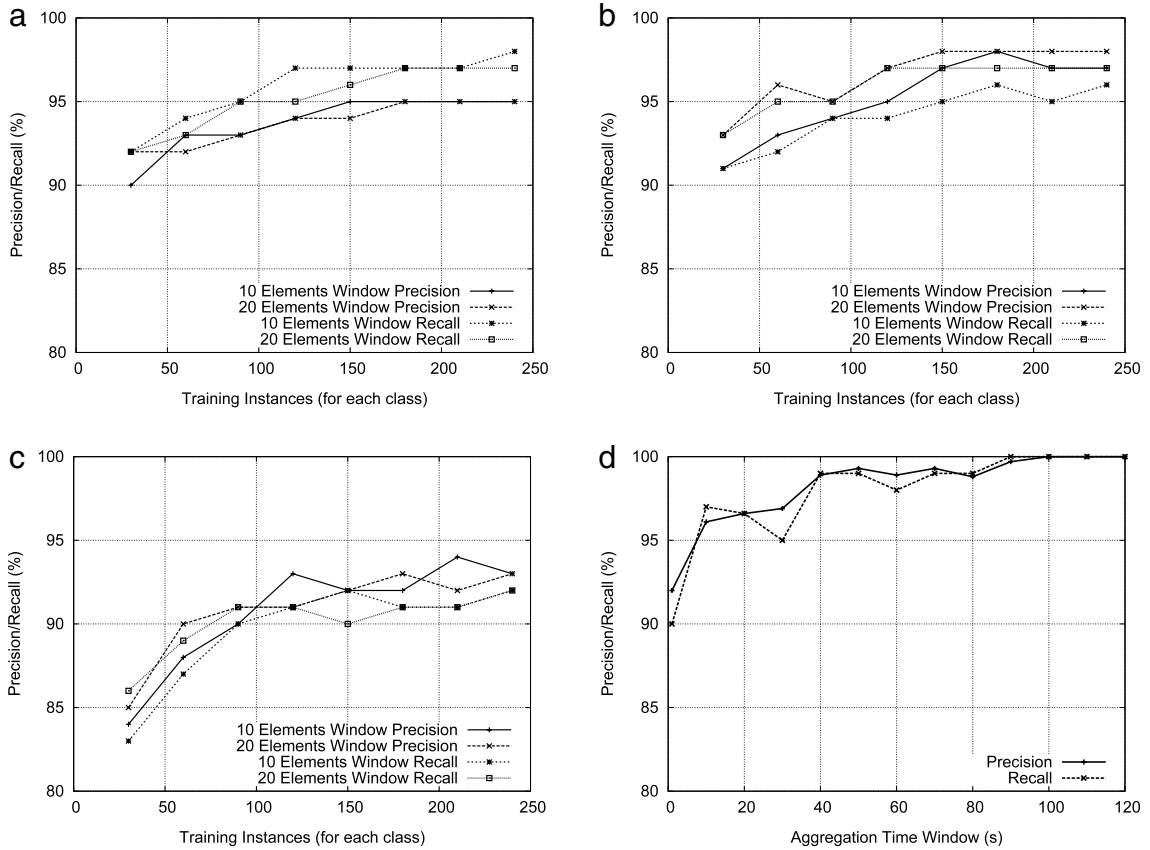 a
100
95
90
85
80
Precision/Recall (%)
10 Elements Window Precision
20 Elements Window Precision
10 Elements Window Recall
20 Elements Window Recall
0 50 100 150 200 250
Training Instances (for each class)
b
100
95
90
85
80
Precision/Recall (%)
10 Elements Window Precision
20 Elements Window Precision
10 Elements Window Recall
20 Elements Window Recall
0 50 100 150 200 250
Training Instances (for each class)
c
100
95
90
85
80
Precision/Recall (%)
10 Elements Window Precision
20 Elements Window Precision
10 Elements Window Recall
20 Elements Window Recall
0 50 100 150 200 250
Training Instances (for each class)
d
100
95
90
85
80
Precision/Recall (%)
Precision
Recall
0 20 40 60 80 100 120
Aggregation Time Window (s)